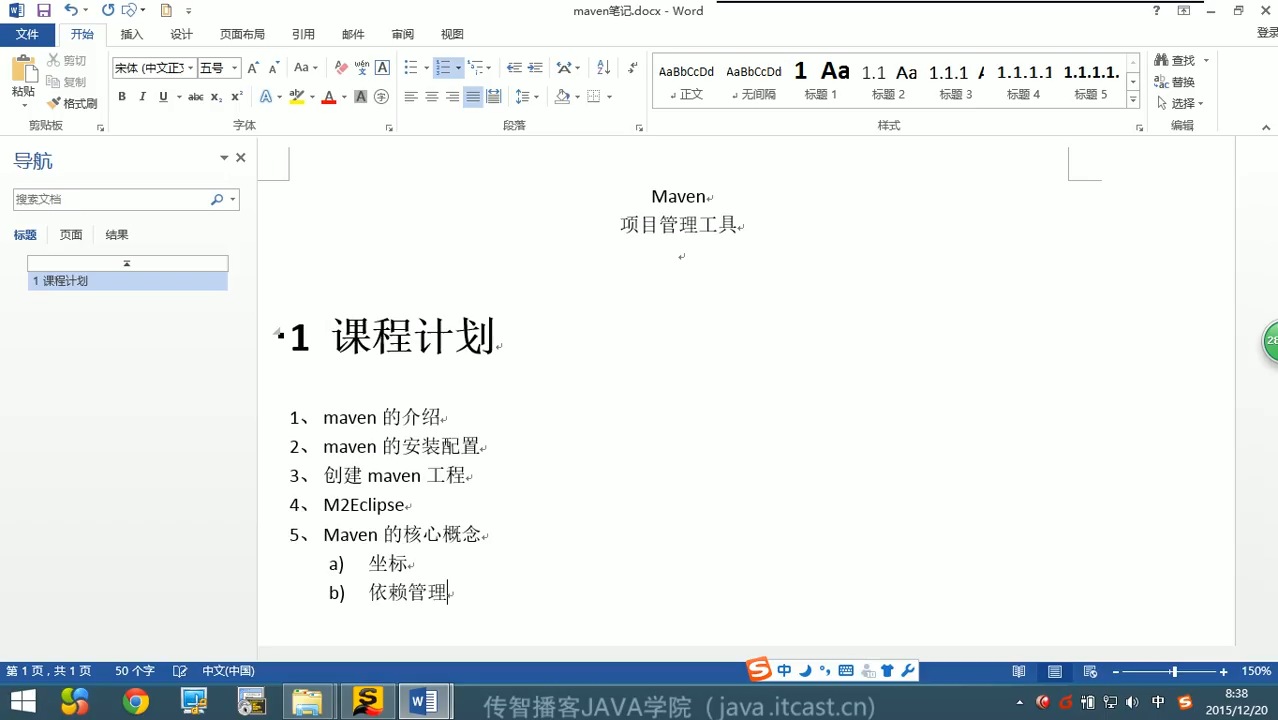 maven笔记.docx - Word
登录
文件 开始 插入 设计 页面布局 引用 邮件 审阅 视图
粘贴
剪切
复制
格式刷
剪贴板
宋体 (中文正文 五号
字体
段落
AaBbCcDd 正文
AaBbCcDd 无间隔
1 Aa 标题 1
1.1 Aa 标题 2
1.1.1 A 标题 3
1.1.1.1 标题 4
1.1.1.1. 标题 5
样式
查找
替换
选择
编辑
导航
搜索文档
标题 页面 结果
1 课程计划
Maven
项目管理工具
1 课程计划
1、 maven 的介绍
2、 maven 的安装配置
3、 创建 maven 工程
4、 M2Eclipse
5、 Maven 的核心概念
a) 坐标
b) 依赖管理
28
第 1 页，共 1 页 50 个字 中文(中国)
中
150%
传智播客JAVA学院（java.itcast.cn）
中
8:38
2015/12/20